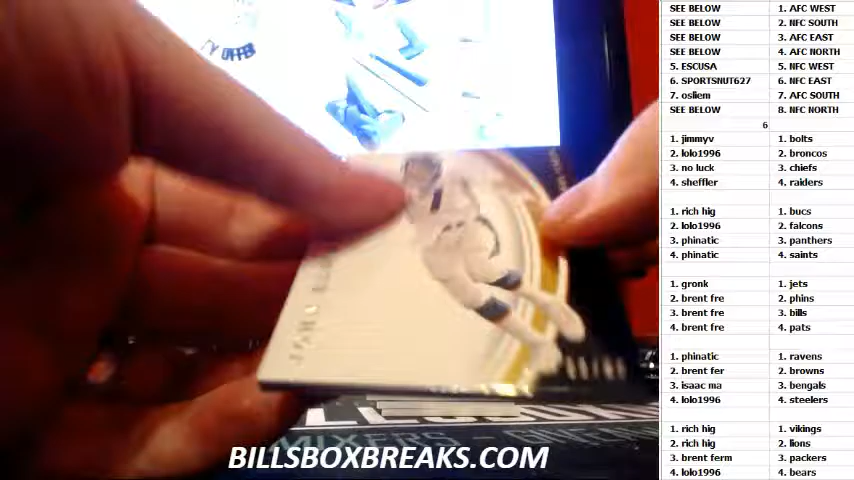 SEE BELOW 1. AFC WEST
SEE BELOW 2. NFC SOUTH
SEE BELOW 3. AFC EAST
SEE BELOW 4. AFC NORTH
5. ESCUSA 5. NFC WEST
6. SPORTSNUT627 6. NFC EAST
7. osliem 7. AFC SOUTH
SEE BELOW 8. NFC NORTH
6
1. jimmyv 1. bolts
2. lolo1996 2. broncos
3. no luck 3. chiefs
4. sheffler 4. raiders
1. rich hig 1. bucs
2. lolo1996 2. falcons
3. phinatic 3. panthers
4. phinatic 4. saints
1. gronk 1. jets
2. brent fre 2. phins
3. brent fre 3. bills
4. brent fre 4. pats
1. phinatic 1. ravens
2. brent fer 2. browns
3. isaac ma 3. bengals
4. lolo1996 4. steelers
1. rich hig 1. vikings
2. rich hig 2. lions
3. brent ferm 3. packers
4. lolo1996 4. bears
TY OFFER
JOHN
MIXERS
BILLSBOXBREAKS.COM